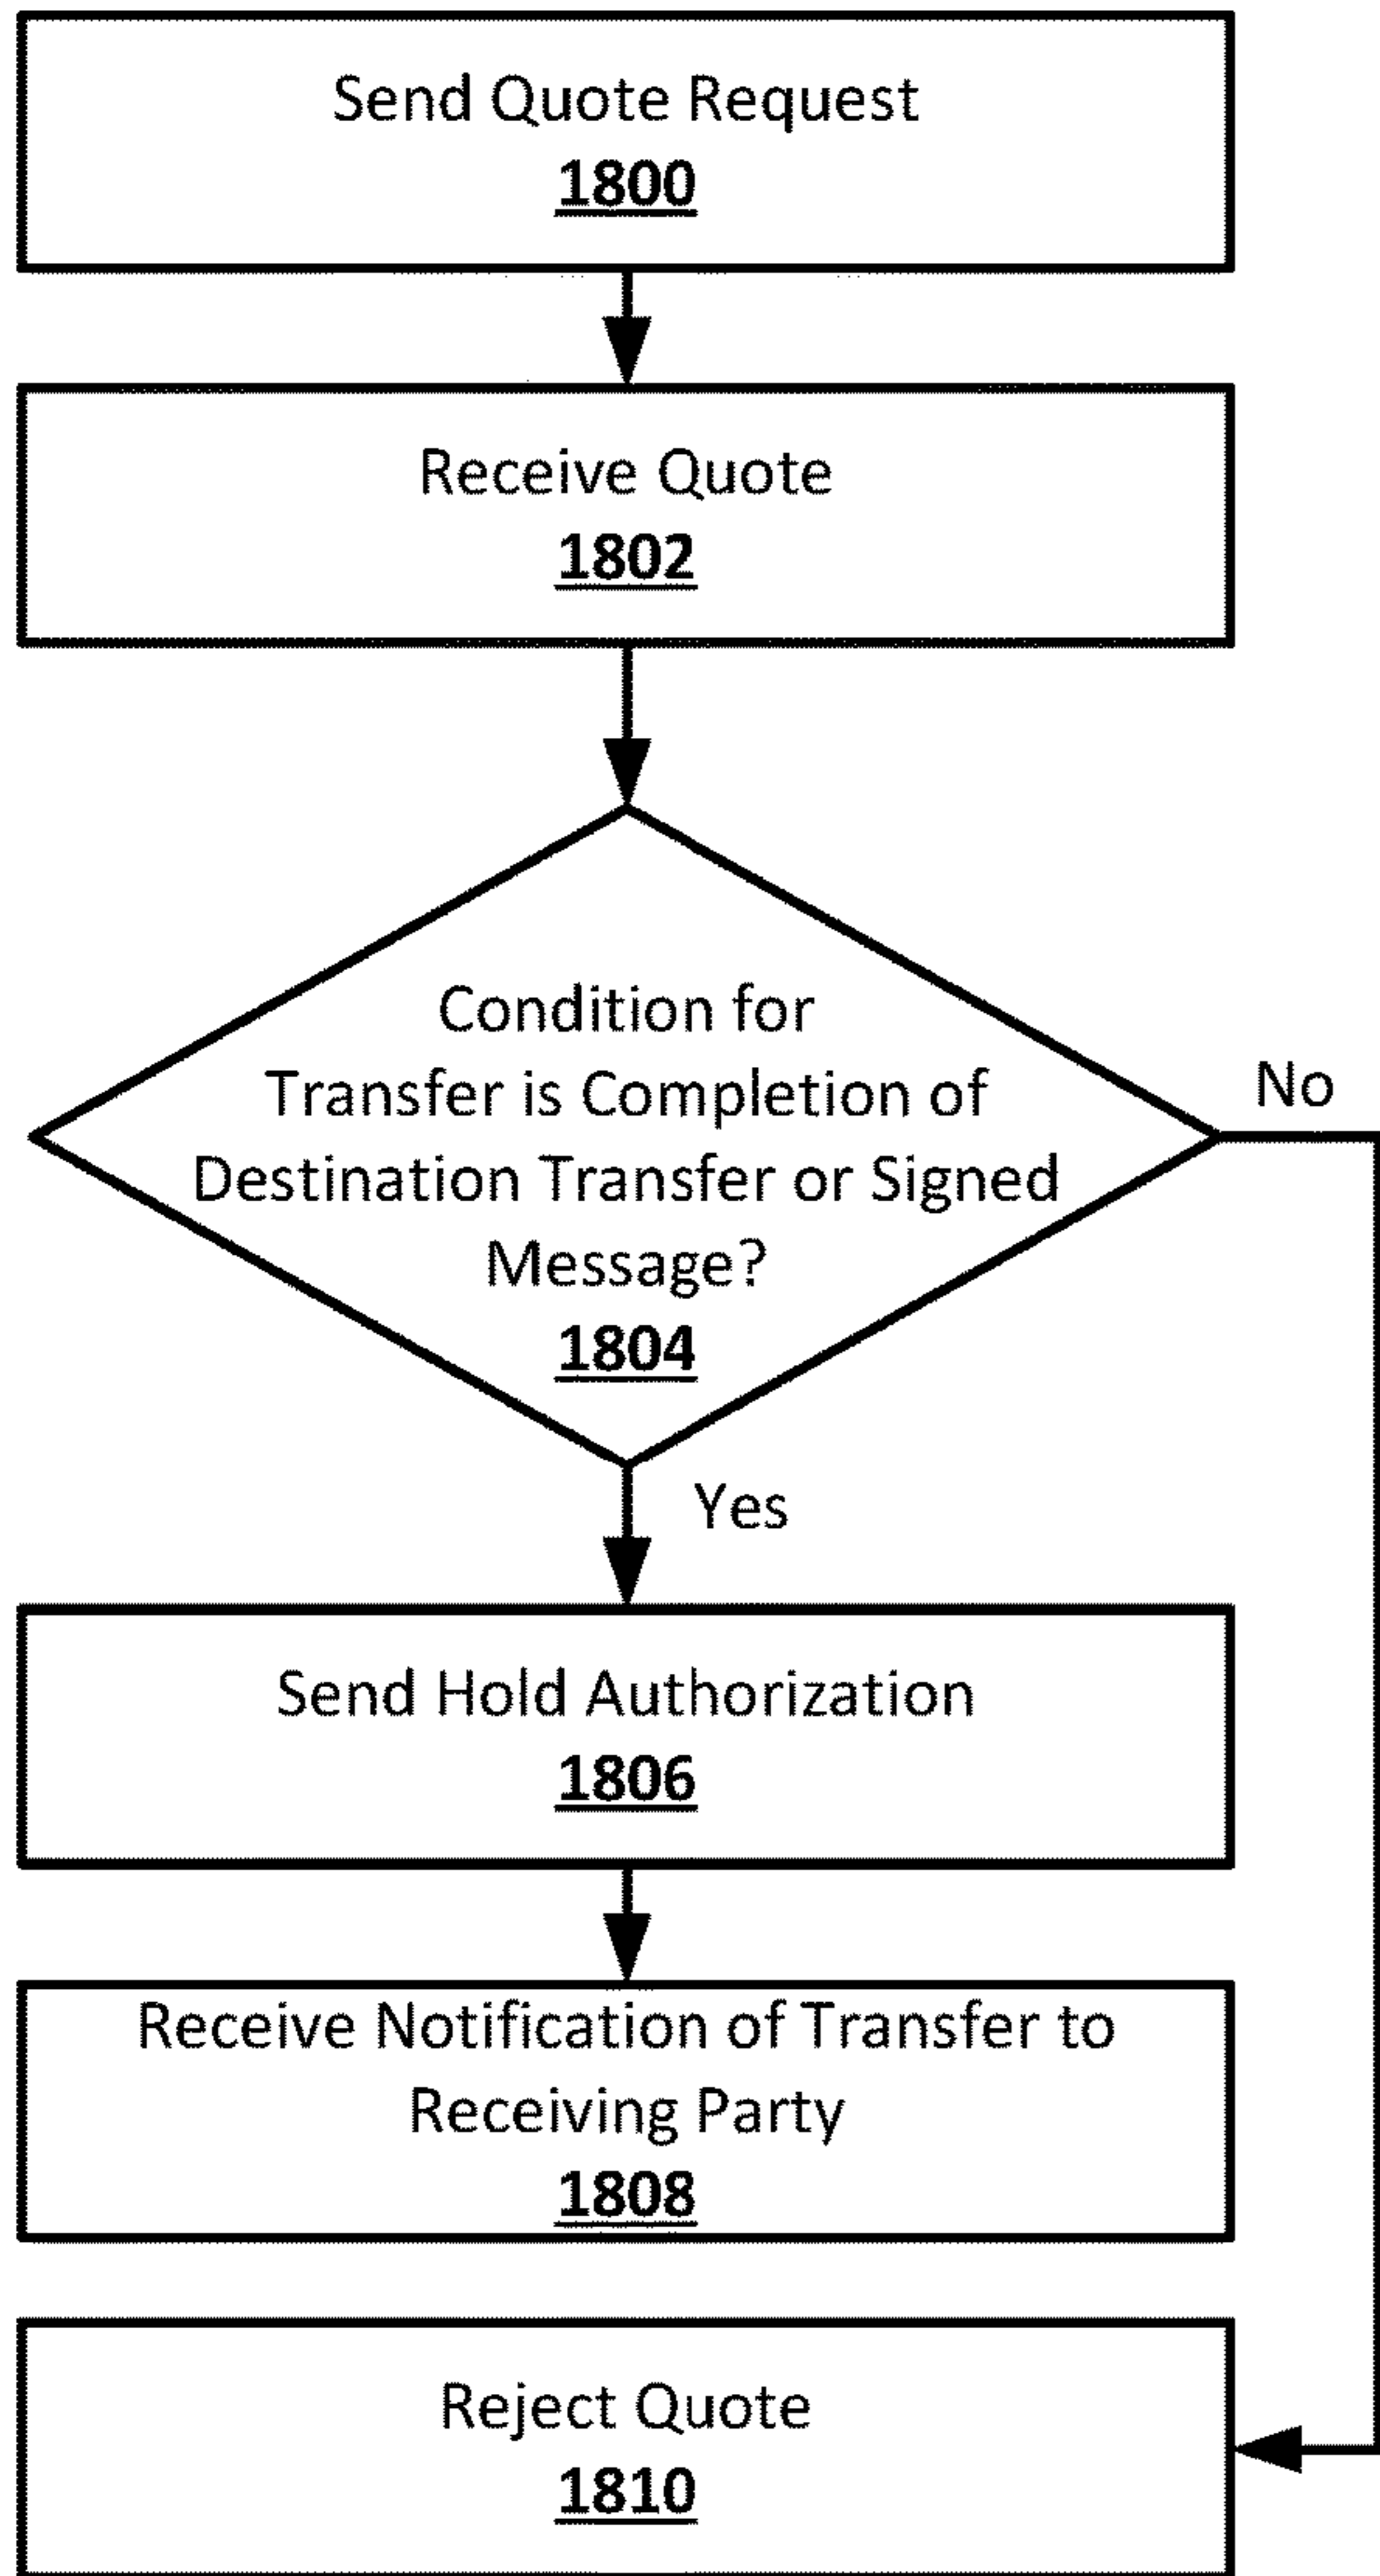 Send Quote Request
1800
Receive Quote
1802
Condition for
Transfer is Completion of
Destination Transfer or Signed
Message?
1804
No
Yes
Send Hold Authorization
1806
Receive Notification of Transfer to
Receiving Party
1808
Reject Quote
1810